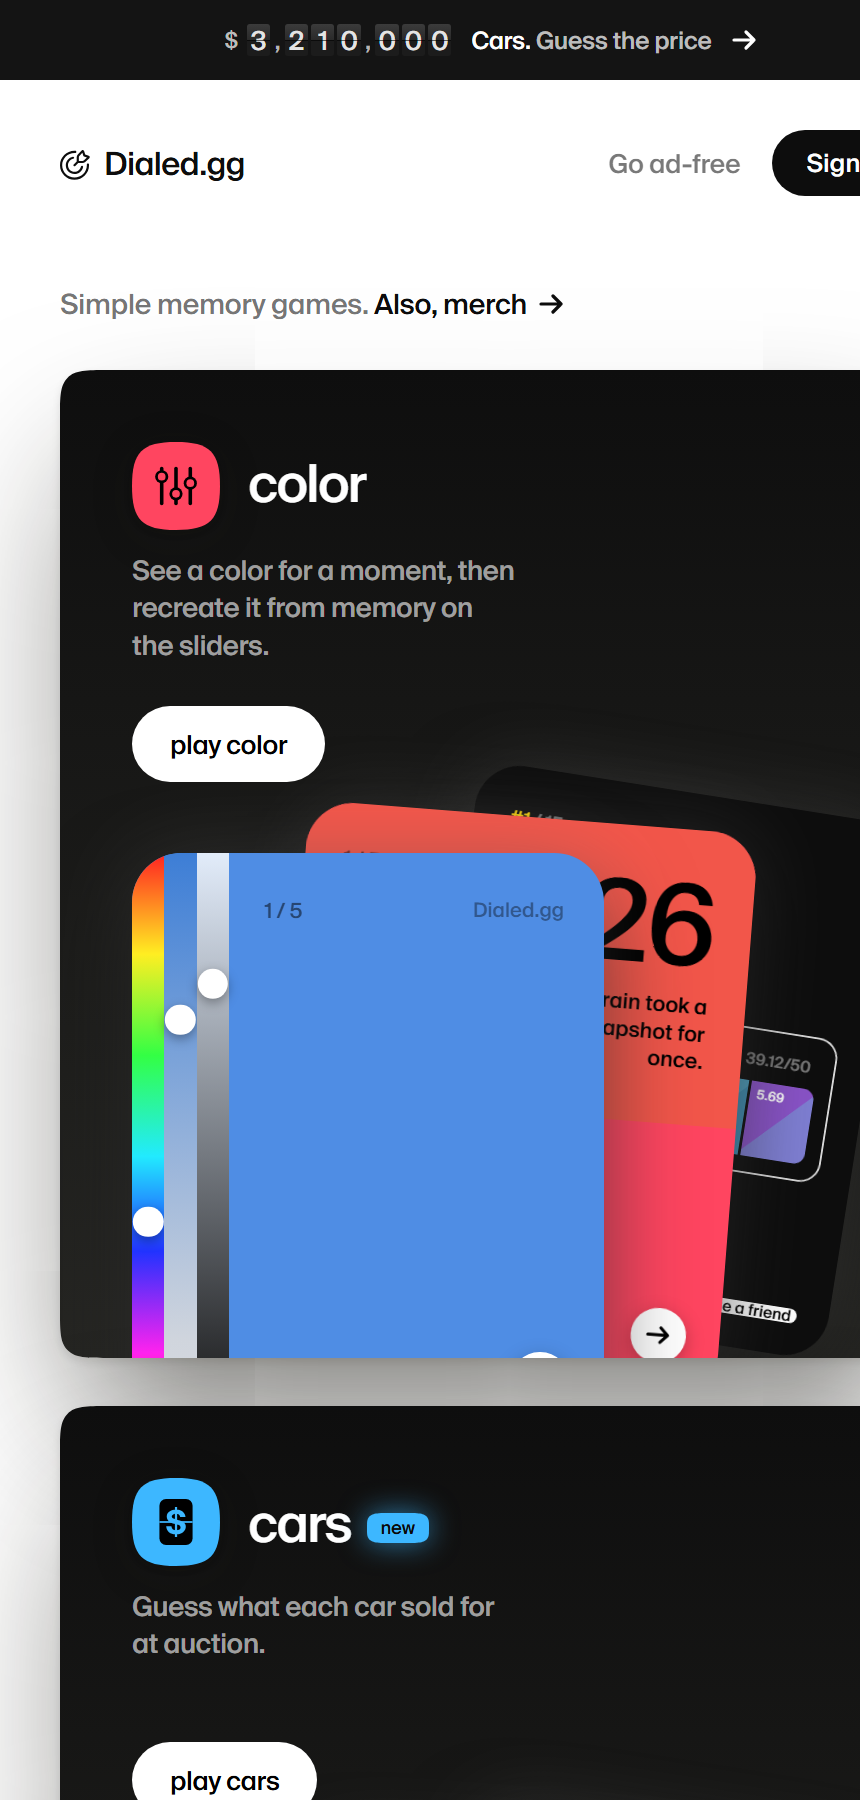 $ 3,210,000 Cars. Guess the price
Dialed.gg
Go ad-free
Sign
Simple memory games. Also, merch
color
See a color for a moment, then
recreate it from memory on
the sliders.
play color
#1
1/5
Dialed.gg
26
rain took a
apshot for
once.
39.12/50
5.69
e a friend
cars
new
Guess what each car sold for
at auction.
play cars